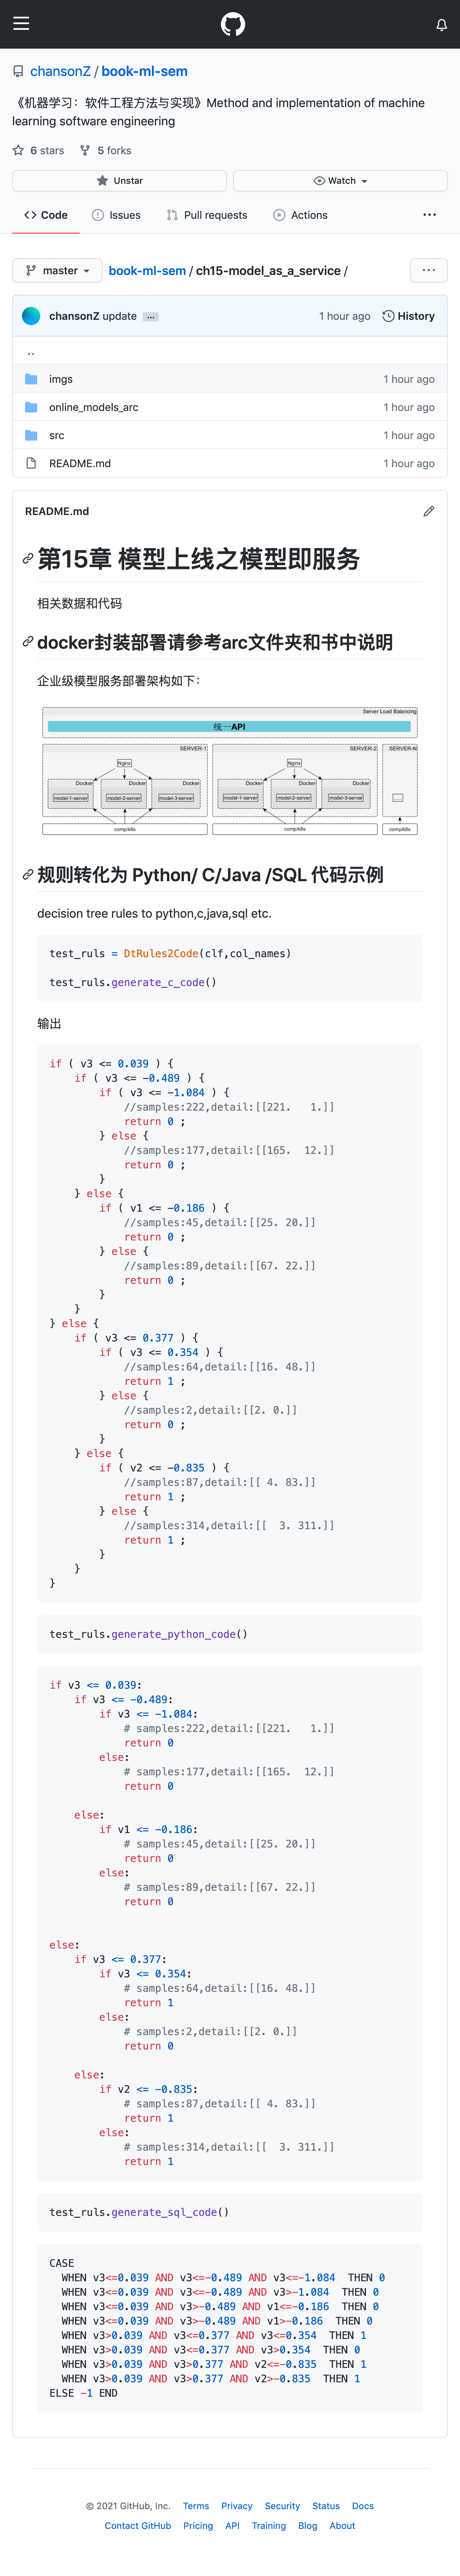 chansonZ / book-ml-sem
《机器学习：软件工程方法与实现》Method and implementation of machine
learning software engineering
6 stars 5 forks
Unstar Watch
Code Issues Pull requests Actions ···
master book-ml-sem / ch15-model_as_a_service / ···
chansonZ update ··· 1 hour ago History
..
imgs 1 hour ago
online_models_arc 1 hour ago
src 1 hour ago
README.md 1 hour ago
README.md
第15章 模型上线之模型即服务
相关数据和代码
docker封装部署请参考arc文件夹和书中说明
企业级模型服务部署架构如下：
Server Load Balancing
统一API
SERVER-1 SERVER-2 SERVER-N
Nginx Nginx
Docker Docker Docker Docker Docker Docker
model-1-server model-2-server model-3-server model-1-server model-2-server model-3-server ......
comp/k8s comp/k8s comp/k8s
规则转化为 Python/ C/Java /SQL 代码示例
decision tree rules to python,c,java,sql etc.
test_ruls = DtRules2Code(clf,col_names)
test_ruls.generate_c_code()
输出
if ( v3 <= 0.039 ) {
    if ( v3 <= -0.489 ) {
        if ( v3 <= -1.084 ) {
            //samples:222,detail:[[221.   1.]]
            return 0 ;
        } else {
            //samples:177,detail:[[165.  12.]]
            return 0 ;
        }
    } else {
        if ( v1 <= -0.186 ) {
            //samples:45,detail:[[25. 20.]]
            return 0 ;
        } else {
            //samples:89,detail:[[67. 22.]]
            return 0 ;
        }
    }
} else {
    if ( v3 <= 0.377 ) {
        if ( v3 <= 0.354 ) {
            //samples:64,detail:[[16. 48.]]
            return 1 ;
        } else {
            //samples:2,detail:[[2. 0.]]
            return 0 ;
        }
    } else {
        if ( v2 <= -0.835 ) {
            //samples:87,detail:[[ 4. 83.]]
            return 1 ;
        } else {
            //samples:314,detail:[[  3. 311.]]
            return 1 ;
        }
    }
}
test_ruls.generate_python_code()
if v3 <= 0.039:
    if v3 <= -0.489:
        if v3 <= -1.084:
            # samples:222,detail:[[221.   1.]]
            return 0
        else:
            # samples:177,detail:[[165.  12.]]
            return 0
    else:
        if v1 <= -0.186:
            # samples:45,detail:[[25. 20.]]
            return 0
        else:
            # samples:89,detail:[[67. 22.]]
            return 0
else:
    if v3 <= 0.377:
        if v3 <= 0.354:
            # samples:64,detail:[[16. 48.]]
            return 1
        else:
            # samples:2,detail:[[2. 0.]]
            return 0
    else:
        if v2 <= -0.835:
            # samples:87,detail:[[ 4. 83.]]
            return 1
        else:
            # samples:314,detail:[[  3. 311.]]
            return 1
test_ruls.generate_sql_code()
CASE
  WHEN v3<=0.039 AND v3<=-0.489 AND v3<=-1.084  THEN 0
  WHEN v3<=0.039 AND v3<=-0.489 AND v3>-1.084  THEN 0
  WHEN v3<=0.039 AND v3>-0.489 AND v1<=-0.186  THEN 0
  WHEN v3<=0.039 AND v3>-0.489 AND v1>-0.186  THEN 0
  WHEN v3>0.039 AND v3<=0.377 AND v3<=0.354  THEN 1
  WHEN v3>0.039 AND v3<=0.377 AND v3>0.354  THEN 0
  WHEN v3>0.039 AND v3>0.377 AND v2<=-0.835  THEN 1
  WHEN v3>0.039 AND v3>0.377 AND v2>-0.835  THEN 1
ELSE -1 END
© 2021 GitHub, Inc. Terms Privacy Security Status Docs
Contact GitHub Pricing API Training Blog About